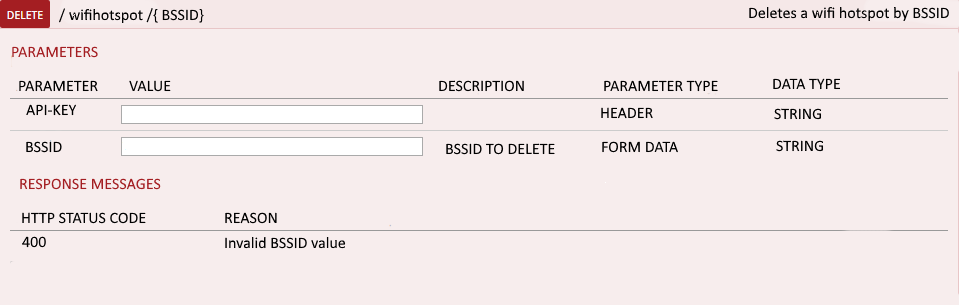 DELETE / wifihotspot /{ BSSID} Deletes a wifi hotspot by BSSID
PARAMETERS
PARAMETER VALUE DESCRIPTION PARAMETER TYPE DATA TYPE
API-KEY HEADER STRING
BSSID BSSID TO DELETE FORM DATA STRING
RESPONSE MESSAGES
HTTP STATUS CODE REASON
400 Invalid BSSID value